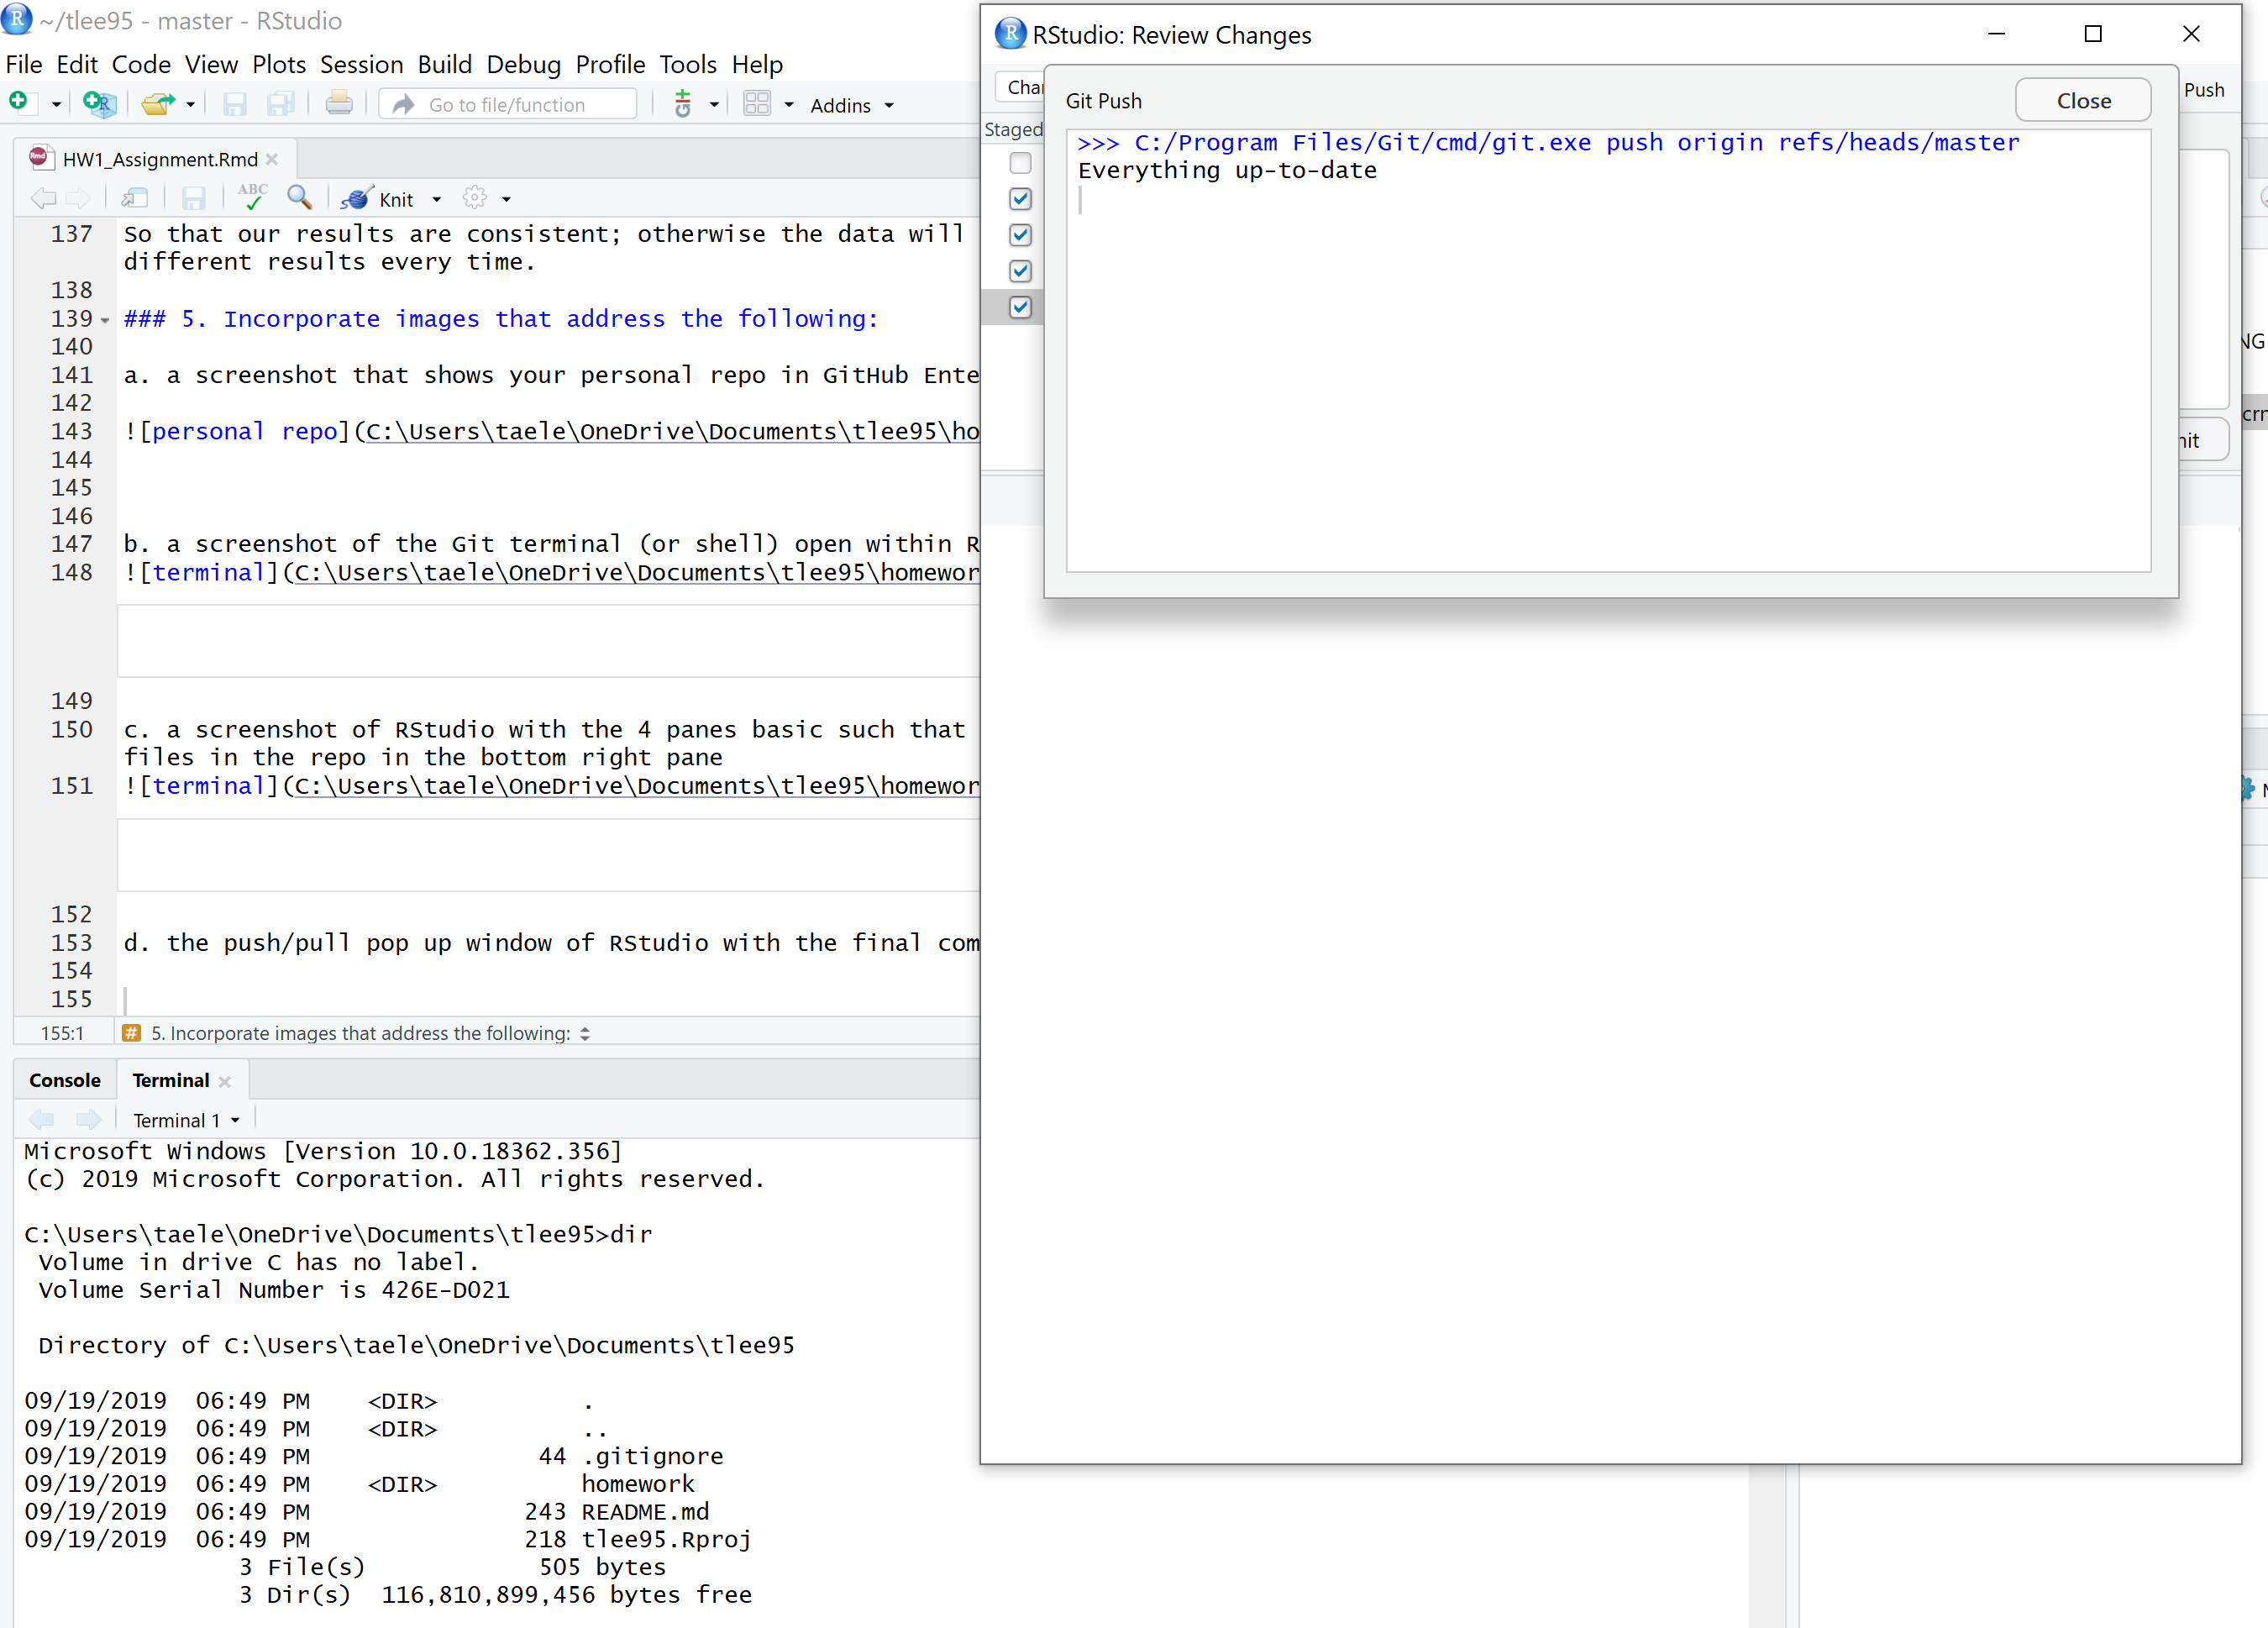 ~/tlee95 - master - RStudio
File Edit Code View Plots Session Build Debug Profile Tools Help
Go to file/function
Addins
HW1_Assignment.Rmd
ABC
Knit
137 So that our results are consistent; otherwise the data will
different results every time.
138
139 ### 5. Incorporate images that address the following:
140
141 a. a screenshot that shows your personal repo in GitHub Ente
142
143 ![personal repo](C:\Users\taele\OneDrive\Documents\tlee95\ho
144
145
146
147 b. a screenshot of the Git terminal (or shell) open within R
148 ![terminal](C:\Users\taele\OneDrive\Documents\tlee95\homewor
149
150 c. a screenshot of RStudio with the 4 panes basic such that
files in the repo in the bottom right pane
151 ![terminal](C:\Users\taele\OneDrive\Documents\tlee95\homewor
152
153 d. the push/pull pop up window of RStudio with the final com
154
155
155:1 # 5. Incorporate images that address the following:
Console Terminal
Terminal 1
Microsoft Windows [Version 10.0.18362.356]
(c) 2019 Microsoft Corporation. All rights reserved.
C:\Users\taele\OneDrive\Documents\tlee95>dir
Volume in drive C has no label.
Volume Serial Number is 426E-D021
Directory of C:\Users\taele\OneDrive\Documents\tlee95
09/19/2019 06:49 PM <DIR> .
09/19/2019 06:49 PM <DIR> ..
09/19/2019 06:49 PM 44 .gitignore
09/19/2019 06:49 PM <DIR> homework
09/19/2019 06:49 PM 243 README.md
09/19/2019 06:49 PM 218 tlee95.Rproj
3 File(s) 505 bytes
3 Dir(s) 116,810,899,456 bytes free
RStudio: Review Changes
Char
Push
Staged
Git Push
Close
>>> C:/Program Files/Git/cmd/git.exe push origin refs/heads/master
Everything up-to-date
NG
crn
nit